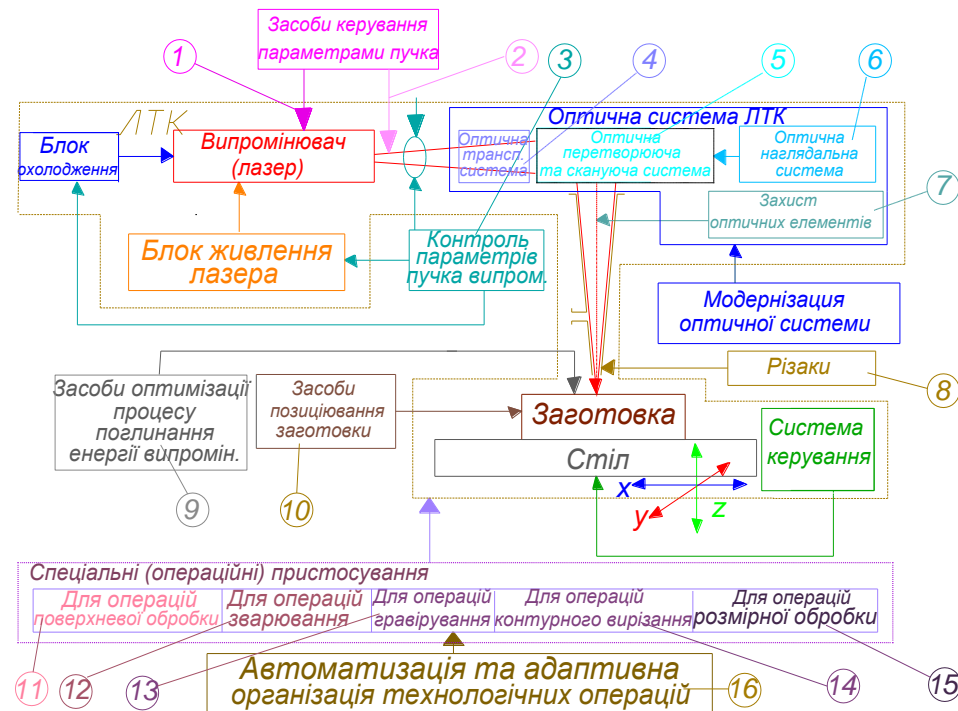 Засоби керування
параметрами пучка
1
2
3
4
5
6
ЛТК
Оптична система ЛТК
Блок
охолодження
Випромінювач
(лазер)
Оптична
трансп.
система
Оптична
перетворююча
та скануюча система
Оптична
наглядальна
система
7
Захист
оптичних елементів
Блок живлення
лазера
Контроль
параметрів
пучка випром.
Модернізація
оптичної системи
Засоби оптимізації
процесу
поглинання
енергії випромін.
Засоби
позиціювання
заготовки
Різаки
8
Заготовка
Стіл
Система
керування
x
y
z
9
10
Спеціальні (операційні) пристосування
Для операцій
поверхневої обробки
Для операцій
зварювання
Для операцій
гравірування
Для операцій
контурного вирізання
Для операцій
розмірної обробки
Автоматизація та адаптивна
організація технологічних операцій
11
12
13
16
14
15